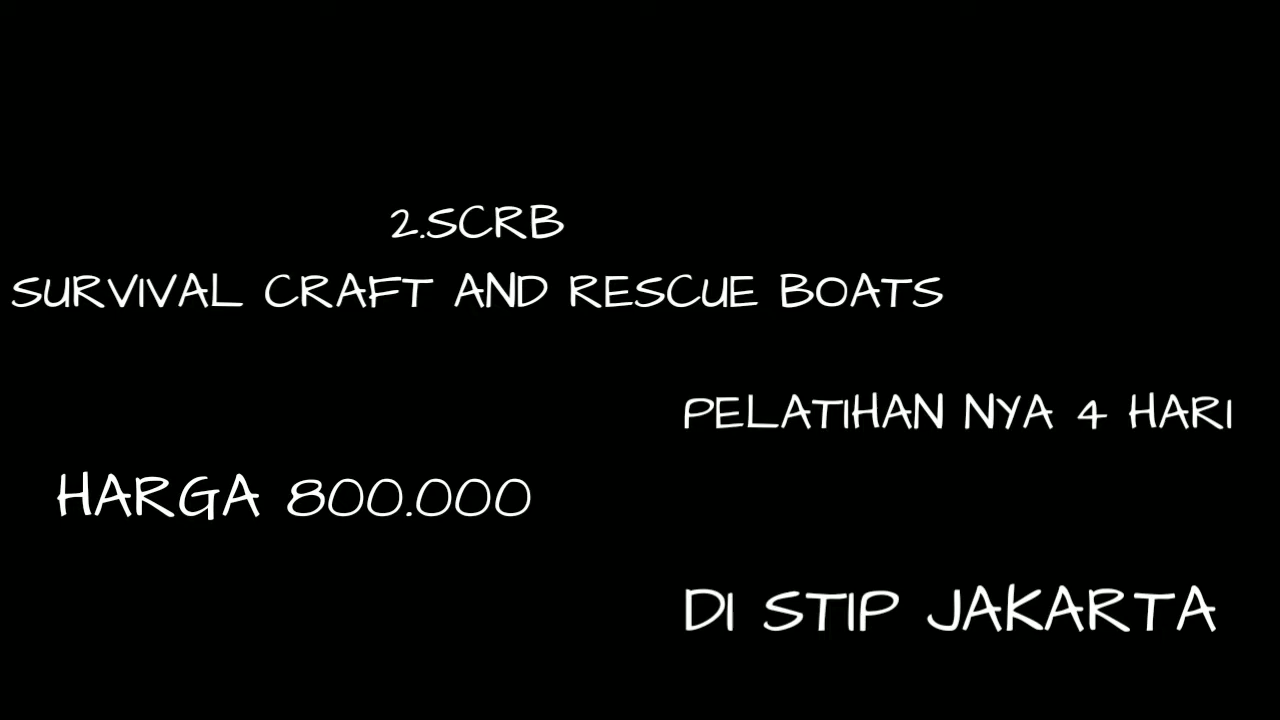 2.SCRB
SURVIVAL CRAFT AND RESCUE BOATS
PELATIHAN NYA 4 HARI
HARGA 800.000
DI STIP JAKARTA